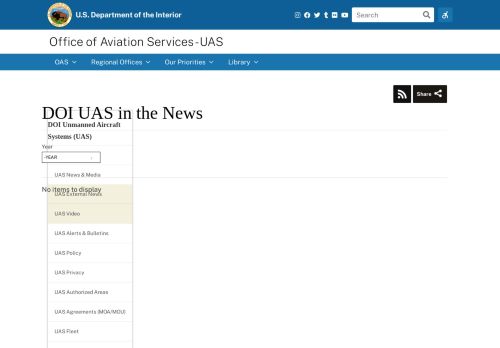 U.S. Department of the Interior
Search
Office of Aviation Services - UAS
OAS
Regional Offices
Our Priorities
Library
Share
DOI UAS in the News
DOI Unmanned Aircraft
Systems (UAS)
Year
-YEAR
UAS News & Media
No items to display
UAS External News
UAS Video
UAS Alerts & Bulletins
UAS Policy
UAS Privacy
UAS Authorized Areas
UAS Agreements (MOA/MOU)
UAS Fleet